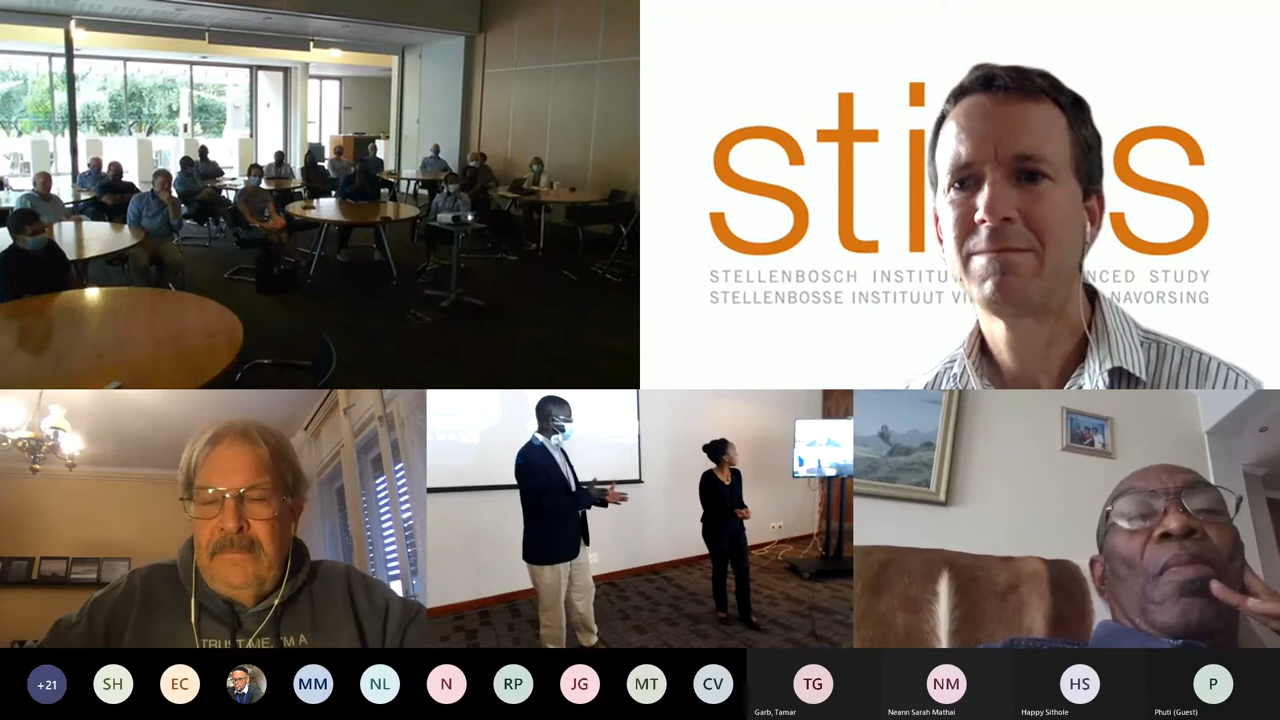 sti s
STELLENBOSCH INSTITU NCED STUDY
STELLENBOSSE INSTITUUT VI NAVORSING
TRUST ME, I'M A
+21
SH
EC
MM
NL
N
RP
JG
MT
CV
TG
NM
HS
P
Garb, Tamar
Neann Sarah Mathai
Happy Sithole
Phuti (Guest)